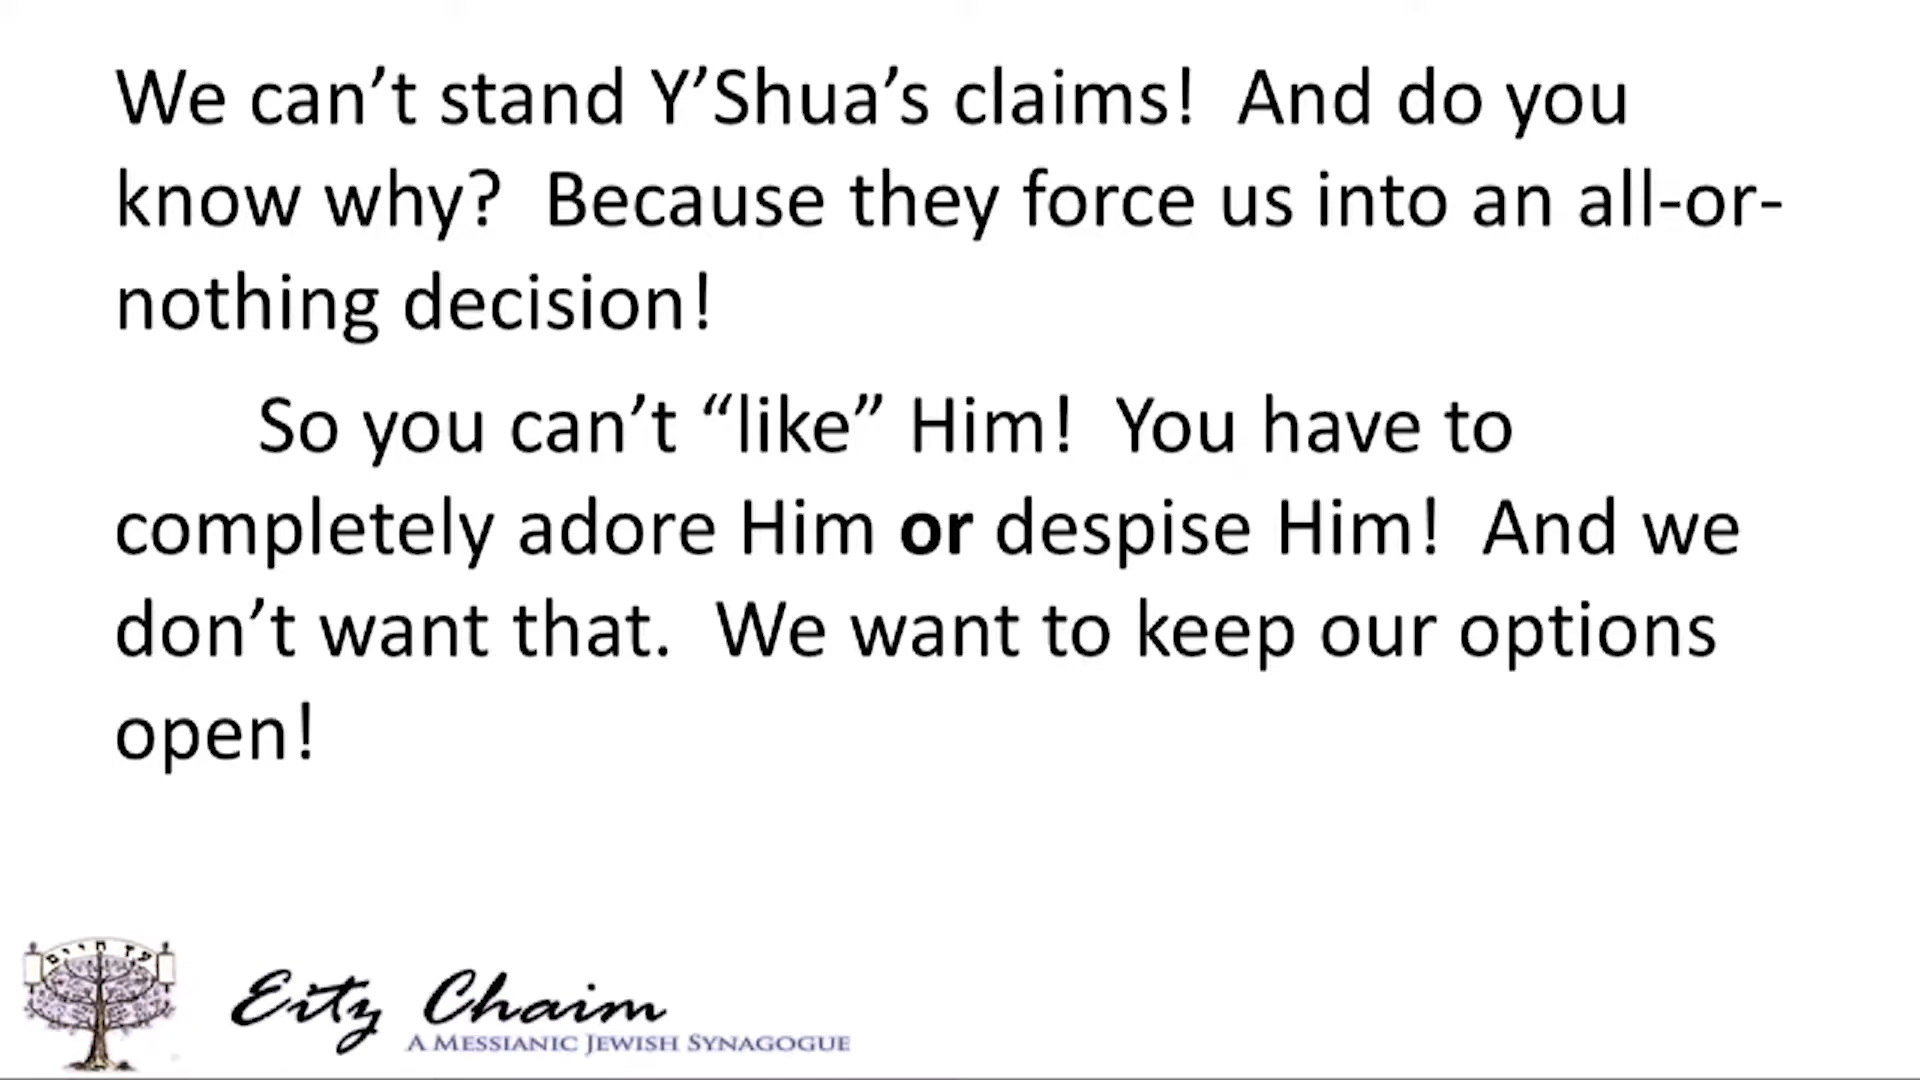 We can’t stand Y’Shua’s claims!  And do you
know why?  Because they force us into an all-or-
nothing decision!
So you can’t “like” Him!  You have to
completely adore Him or despise Him!  And we
don’t want that.  We want to keep our options
open!
עץ חיים
Eitz Chaim
A MESSIANIC JEWISH SYNAGOGUE